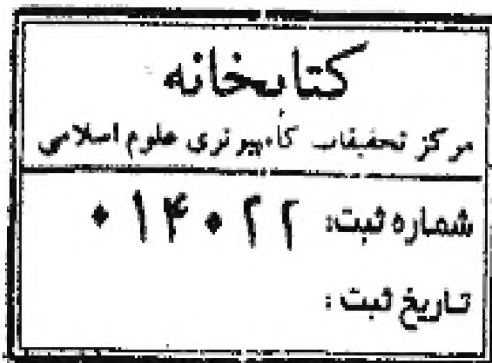 کتابخانه
مرکز تحقیقات کامپیوتری علوم اسلامی
شماره ثبت: ۰۱۴۰۲۲
تاریخ ثبت: